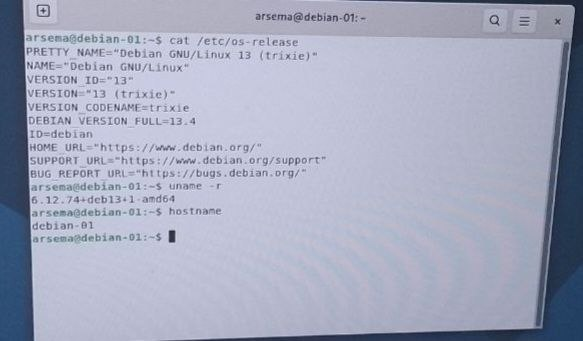 arsema@debian-01: ~
arsema@debian-01:~$ cat /etc/os-release
PRETTY_NAME="Debian GNU/Linux 13 (trixie)"
NAME="Debian GNU/Linux"
VERSION_ID="13"
VERSION="13 (trixie)"
VERSION_CODENAME=trixie
DEBIAN_VERSION_FULL=13.4
ID=debian
HOME_URL="https://www.debian.org/"
SUPPORT_URL="https://www.debian.org/support"
BUG_REPORT_URL="https://bugs.debian.org/"
arsema@debian-01:~$ uname -r
6.12.74+deb13+1-amd64
arsema@debian-01:~$ hostname
debian-01
arsema@debian-01:~$